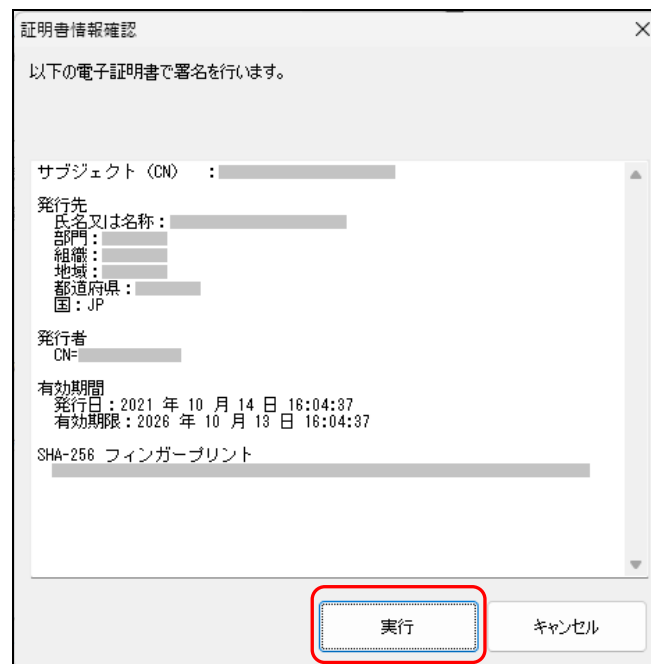 証明書情報確認
以下の電子証明書で署名を行います。
サブジェクト（CN）　：
発行先
氏名又は名称：
部門：
組織：
地域：
都道府県：
国：JP
発行者
CN=
有効期間
発行日：2021 年 10 月 14 日 16:04:37
有効期限：2026 年 10 月 13 日 16:04:37
SHA-256 フィンガープリント
実行
キャンセル